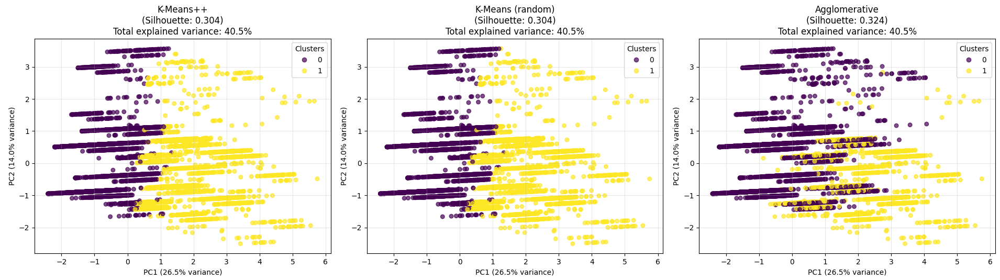 K-Means++
(Silhouette: 0.304)
Total explained variance: 40.5%
Clusters
0
1
3
2
1
0
−1
−2
PC2 (14.0% variance)
−2 −1 0 1 2 3 4 5 6
PC1 (26.5% variance)
K-Means (random)
(Silhouette: 0.304)
Total explained variance: 40.5%
Clusters
0
1
3
2
1
0
−1
−2
PC2 (14.0% variance)
−2 −1 0 1 2 3 4 5 6
PC1 (26.5% variance)
Agglomerative
(Silhouette: 0.324)
Total explained variance: 40.5%
Clusters
0
1
3
2
1
0
−1
−2
PC2 (14.0% variance)
−2 −1 0 1 2 3 4 5 6
PC1 (26.5% variance)